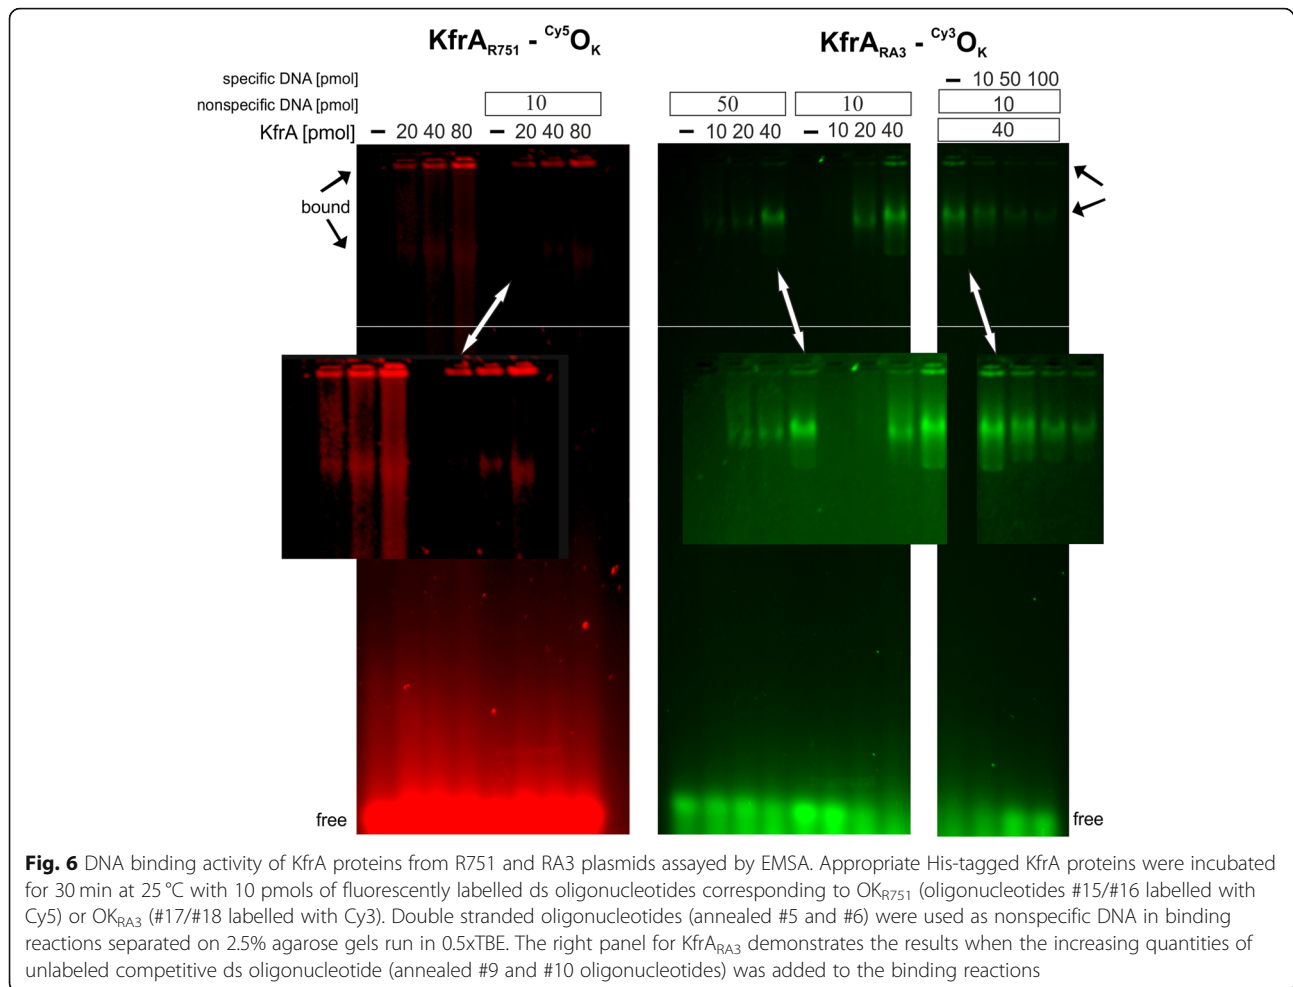 KfrA_R751 - ^Cy5O_K
KfrA_RA3 - ^Cy3O_K
specific DNA [pmol]
– 10 50 100
nonspecific DNA [pmol]
10
50
10
10
KfrA [pmol]
– 20 40 80 – 20 40 80
– 10 20 40 – 10 20 40
40
bound
free
free
Fig. 6 DNA binding activity of KfrA proteins from R751 and RA3 plasmids assayed by EMSA. Appropriate His-tagged KfrA proteins were incubated
for 30 min at 25 °C with 10 pmols of fluorescently labelled ds oligonucleotides corresponding to OK_R751 (oligonucleotides #15/#16 labelled with
Cy5) or OK_RA3 (#17/#18 labelled with Cy3). Double stranded oligonucleotides (annealed #5 and #6) were used as nonspecific DNA in binding
reactions separated on 2.5% agarose gels run in 0.5xTBE. The right panel for KfrA_RA3 demonstrates the results when the increasing quantities of
unlabeled competitive ds oligonucleotide (annealed #9 and #10 oligonucleotides) was added to the binding reactions